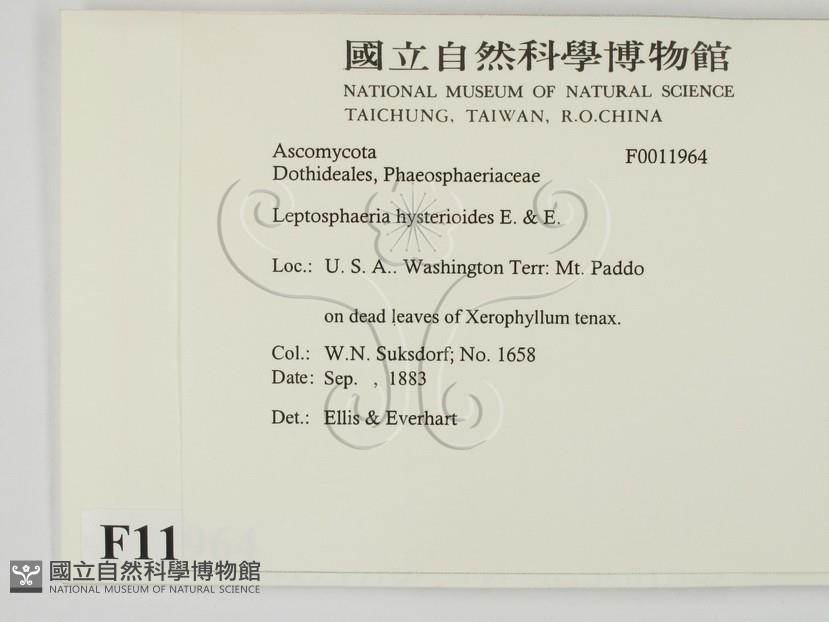 國立自然科學博物館
NATIONAL MUSEUM OF NATURAL SCIENCE
TAICHUNG, TAIWAN, R.O.CHINA
Ascomycota F0011964
Dothideales, Phaeosphaeriaceae
Leptosphaeria hysterioides E. & E.
Loc.: U. S. A.. Washington Terr: Mt. Paddo
on dead leaves of Xerophyllum tenax.
Col.: W.N. Suksdorf; No. 1658
Date: Sep. , 1883
Det.: Ellis & Everhart
F11964
國立自然科學博物館
NATIONAL MUSEUM OF NATURAL SCIENCE